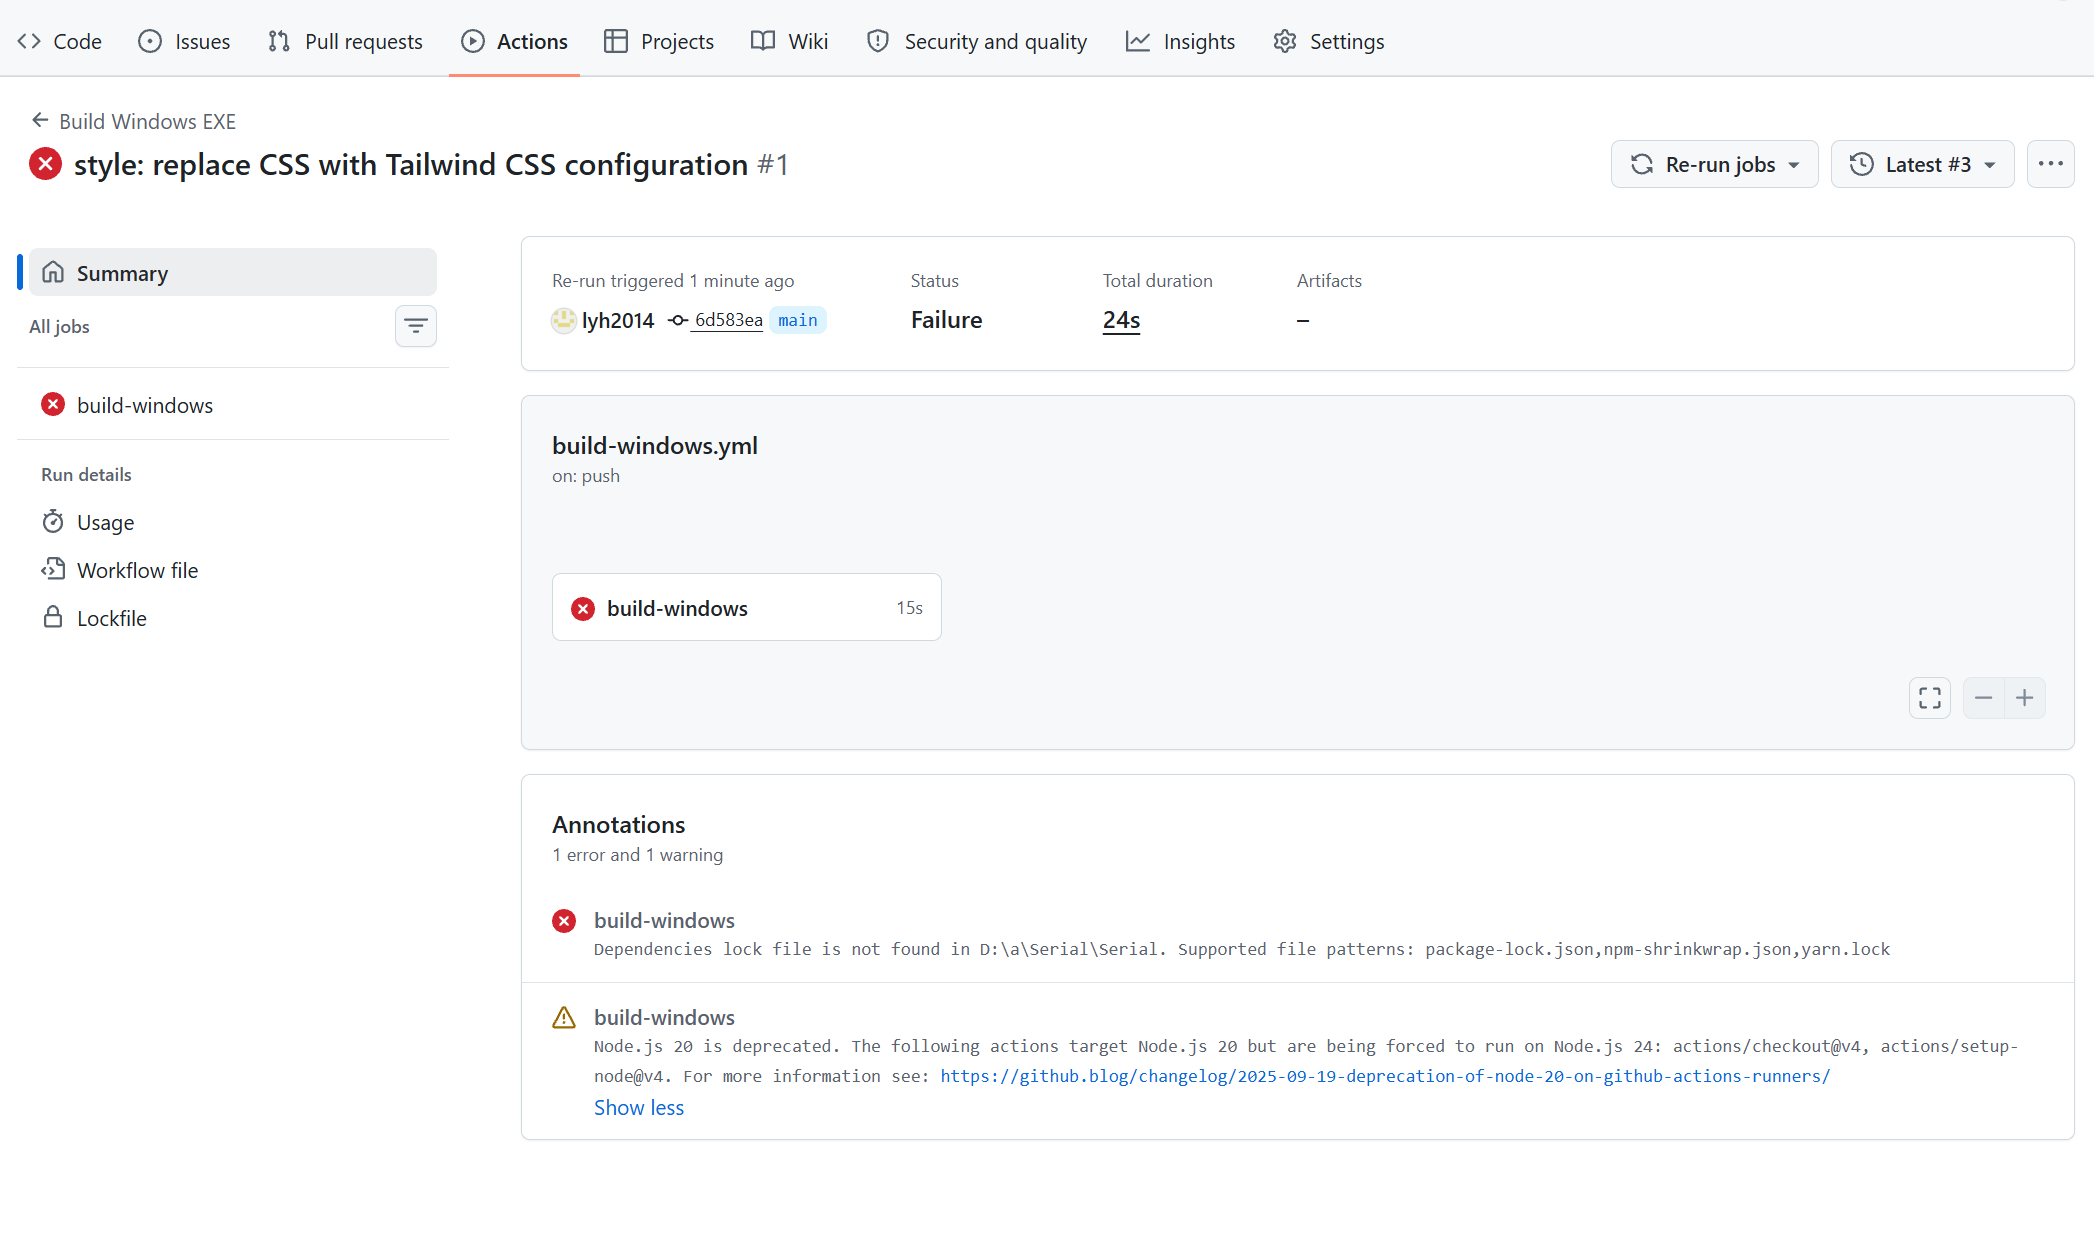 Code Issues Pull requests Actions Projects Wiki Security and quality Insights Settings
Build Windows EXE
style: replace CSS with Tailwind CSS configuration #1
Re-run jobs
Latest #3
Summary
All jobs
build-windows
Run details
Usage
Workflow file
Lockfile
Re-run triggered 1 minute ago
lyh2014 6d583ea main
Status
Failure
Total duration
24s
Artifacts
–
build-windows.yml
on: push
build-windows 15s
Annotations
1 error and 1 warning
build-windows
Dependencies lock file is not found in D:\a\Serial\Serial. Supported file patterns: package-lock.json,npm-shrinkwrap.json,yarn.lock
build-windows
Node.js 20 is deprecated. The following actions target Node.js 20 but are being forced to run on Node.js 24: actions/checkout@v4, actions/setup-
node@v4. For more information see: https://github.blog/changelog/2025-09-19-deprecation-of-node-20-on-github-actions-runners/
Show less